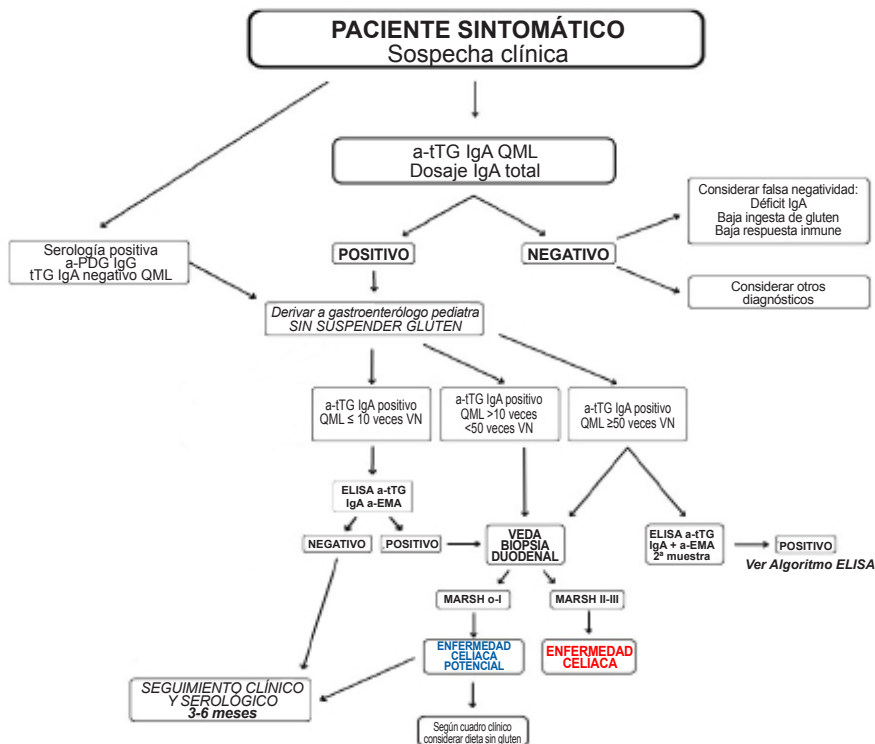 PACIENTE SINTOMÁTICO
Sospecha clínica
a-tTG IgA QML
Dosaje IgA total
Considerar falsa negatividad:
Déficit IgA
Baja ingesta de gluten
Baja respuesta inmune
Serología positiva
a-PDG IgG
tTG IgA negativo QML
POSITIVO
NEGATIVO
Considerar otros
diagnósticos
Derivar a gastroenterólogo pediatra
SIN SUSPENDER GLUTEN
a-tTG IgA positivo
QML ≤ 10 veces VN
a-tTG IgA positivo
QML >10 veces
<50 veces VN
a-tTG IgA positivo
QML ≥50 veces VN
ELISA a-tTG
IgA a-EMA
NEGATIVO
POSITIVO
VEDA
BIOPSIA
DUODENAL
ELISA a-tTG
IgA + a-EMA
2ª muestra
POSITIVO
Ver Algoritmo ELISA
MARSH o-I
MARSH II-III
ENFERMEDAD
CELÍACA
POTENCIAL
ENFERMEDAD
CELÍACA
SEGUIMIENTO CLÍNICO
Y SEROLÓGICO
3-6 meses
Según cuadro clínico
considerar dieta sin gluten